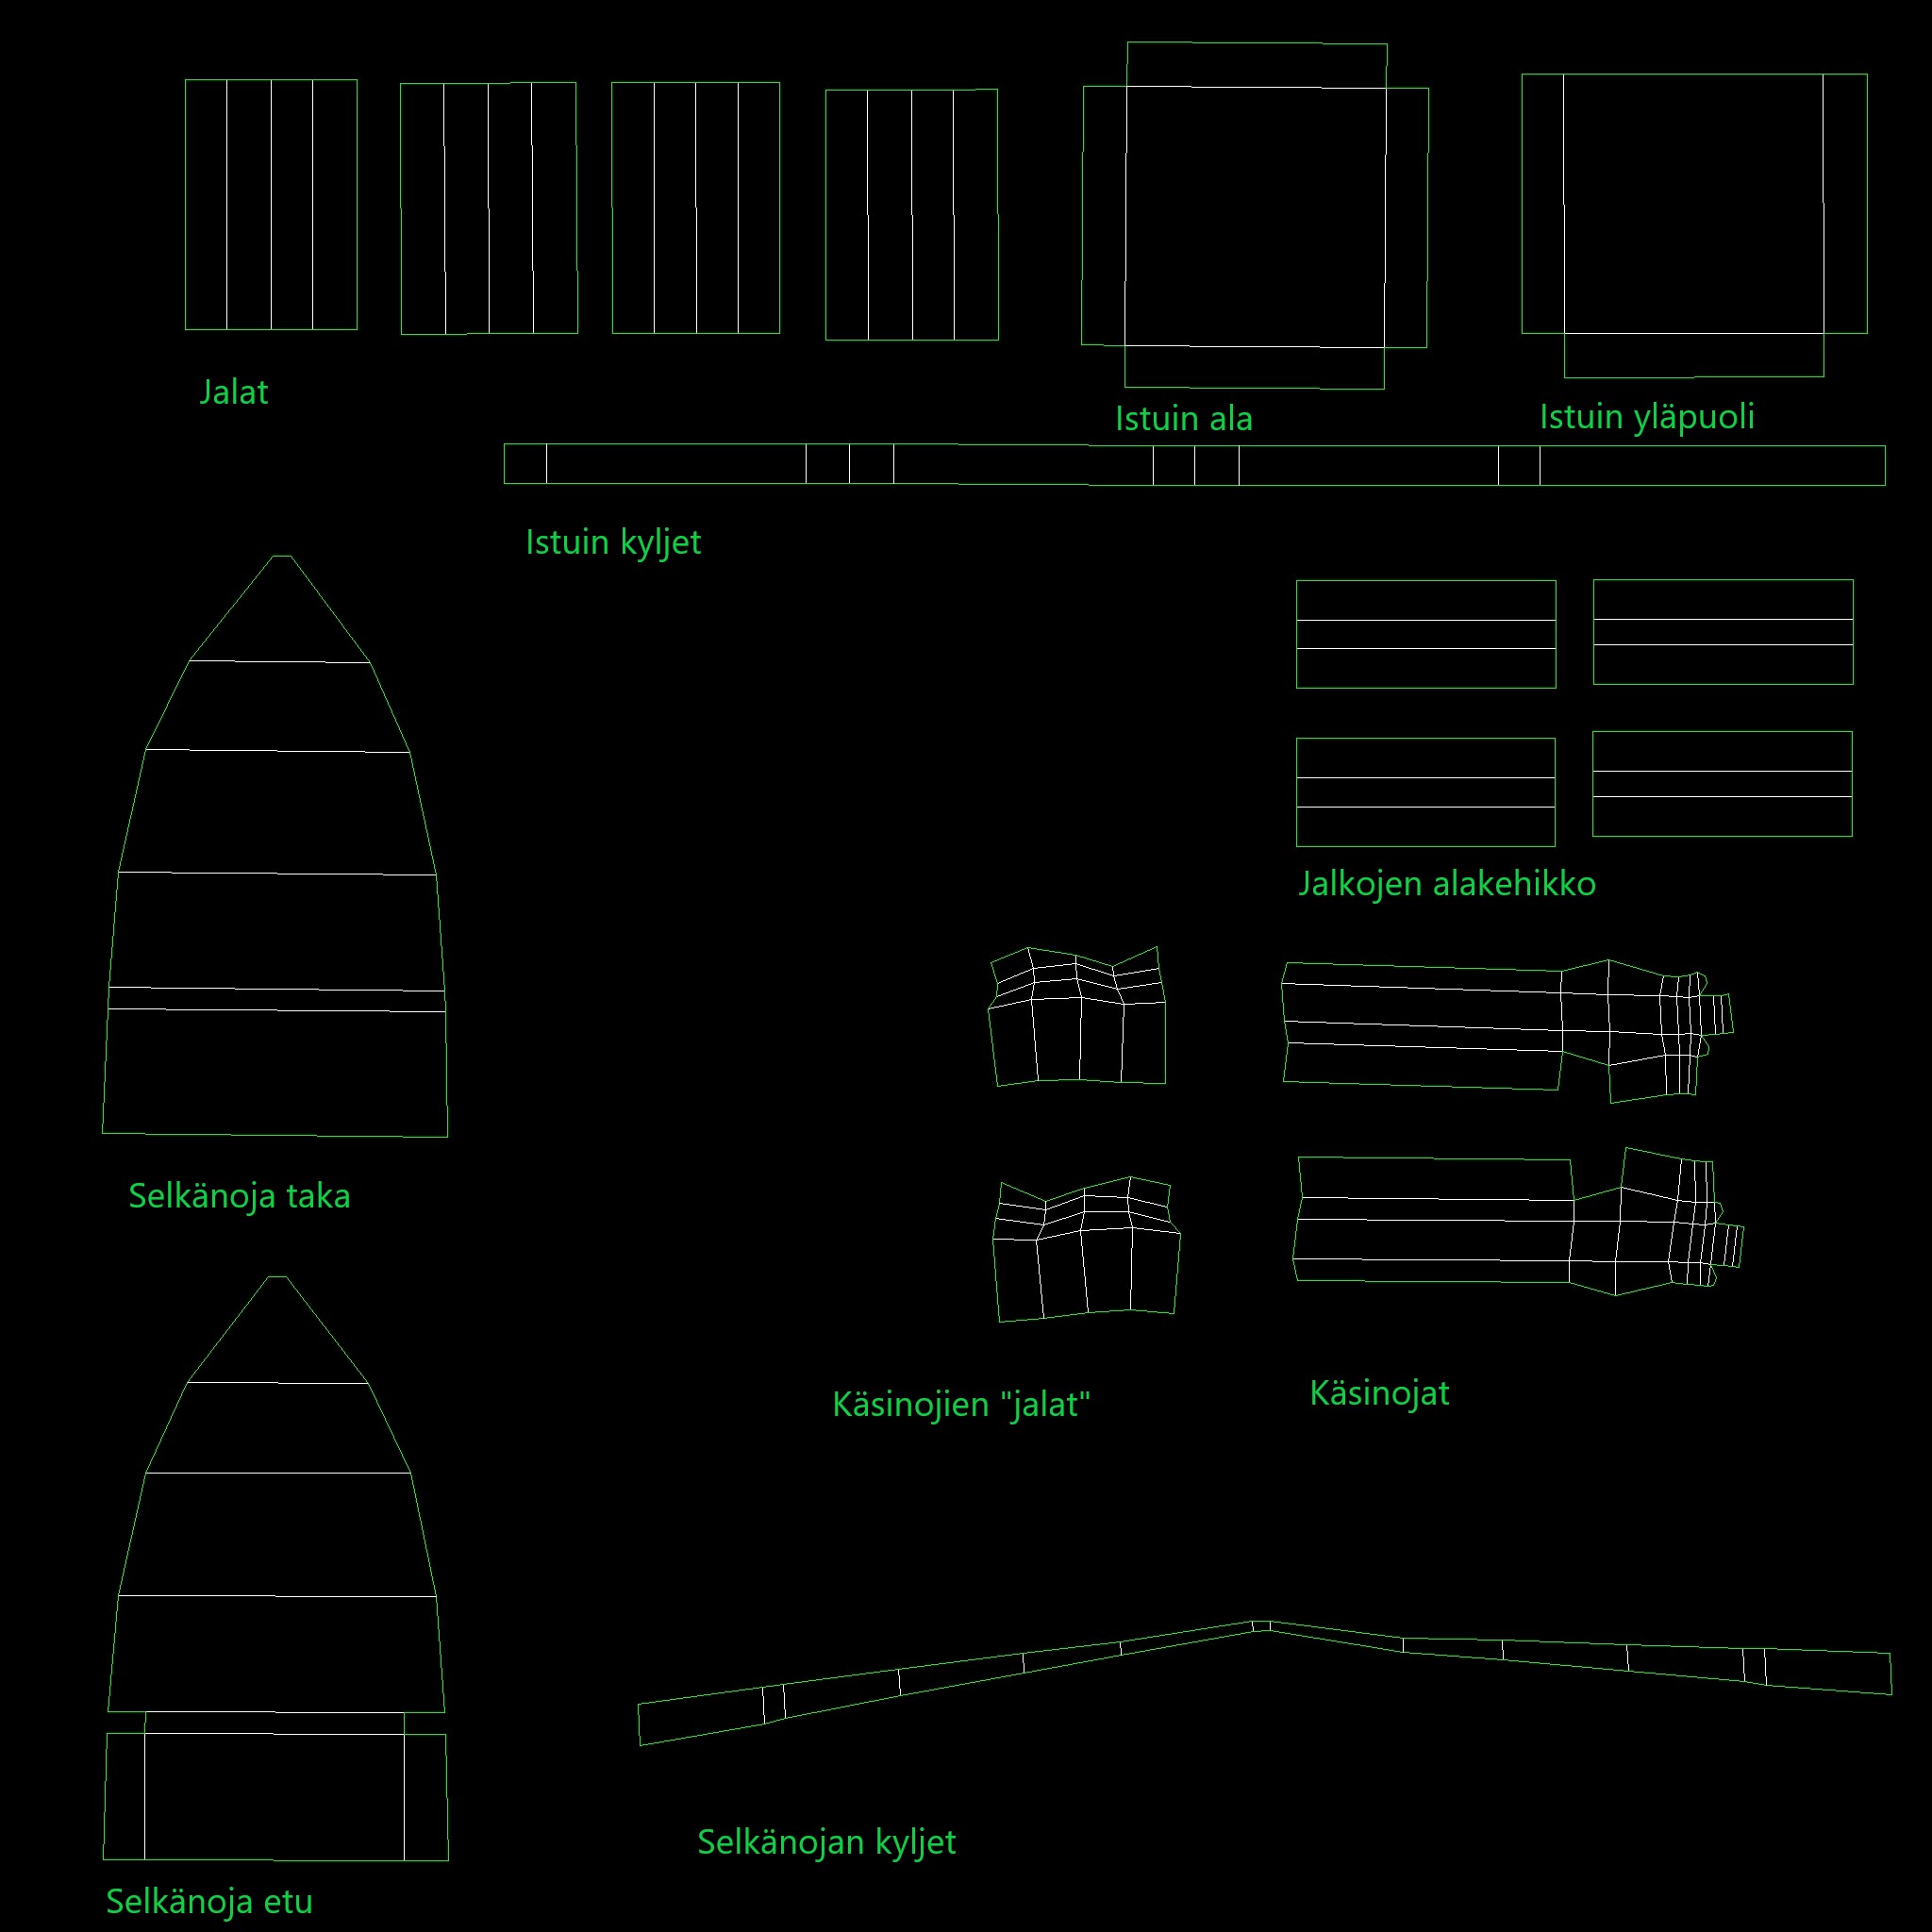 Jalat
Istuin ala
Istuin yläpuoli
Istuin kyljet
Jalkojen alakehikko
Selkänoja taka
Käsinojien "jalat"
Käsinojat
Selkänojan kyljet
Selkänoja etu